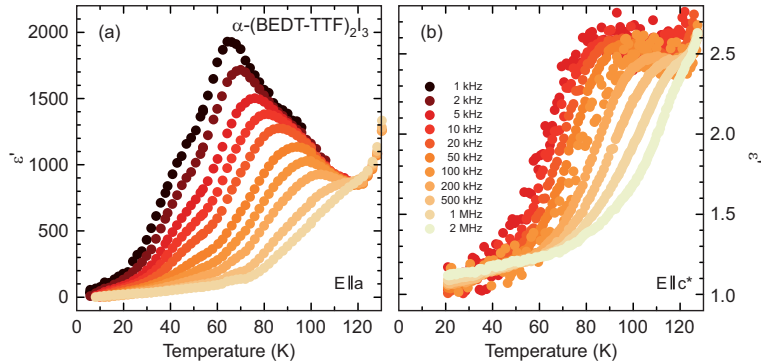 (a) α-(BEDT-TTF)₂I₃
2000
1500
1000
500
0
ε'
0 20 40 60 80 100 120
Temperature (K)
E∥a
(b)
1 kHz
2 kHz
5 kHz
10 kHz
20 kHz
50 kHz
100 kHz
200 kHz
500 kHz
1 MHz
2 MHz
E∥c*
2.5
2.0
1.5
1.0
ε'
0 20 40 60 80 100 120
Temperature (K)